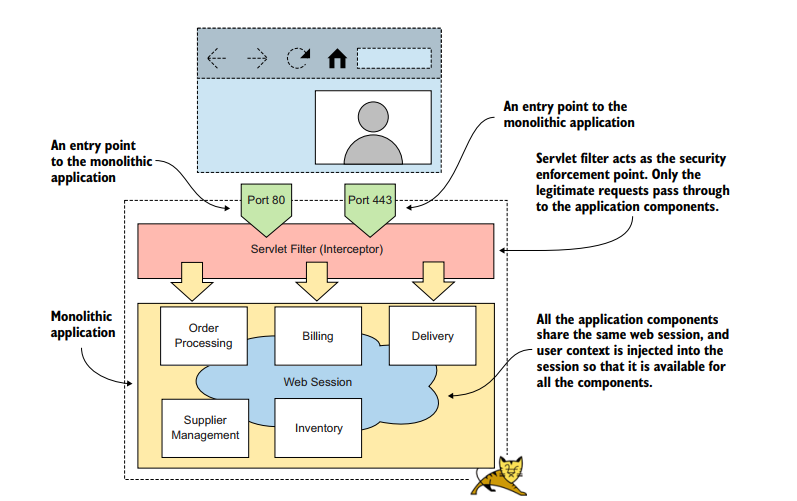 An entry point to the
monolithic application
An entry point
to the monolithic
application
Servlet filter acts as the security
enforcement point. Only the
legitimate requests pass through
to the application components.
Port 80
Port 443
Servlet Filter (Interceptor)
Monolithic
application
Order
Processing
Billing
Delivery
All the application components
share the same web session, and
user context is injected into the
session so that it is available for
all the components.
Web Session
Supplier
Management
Inventory